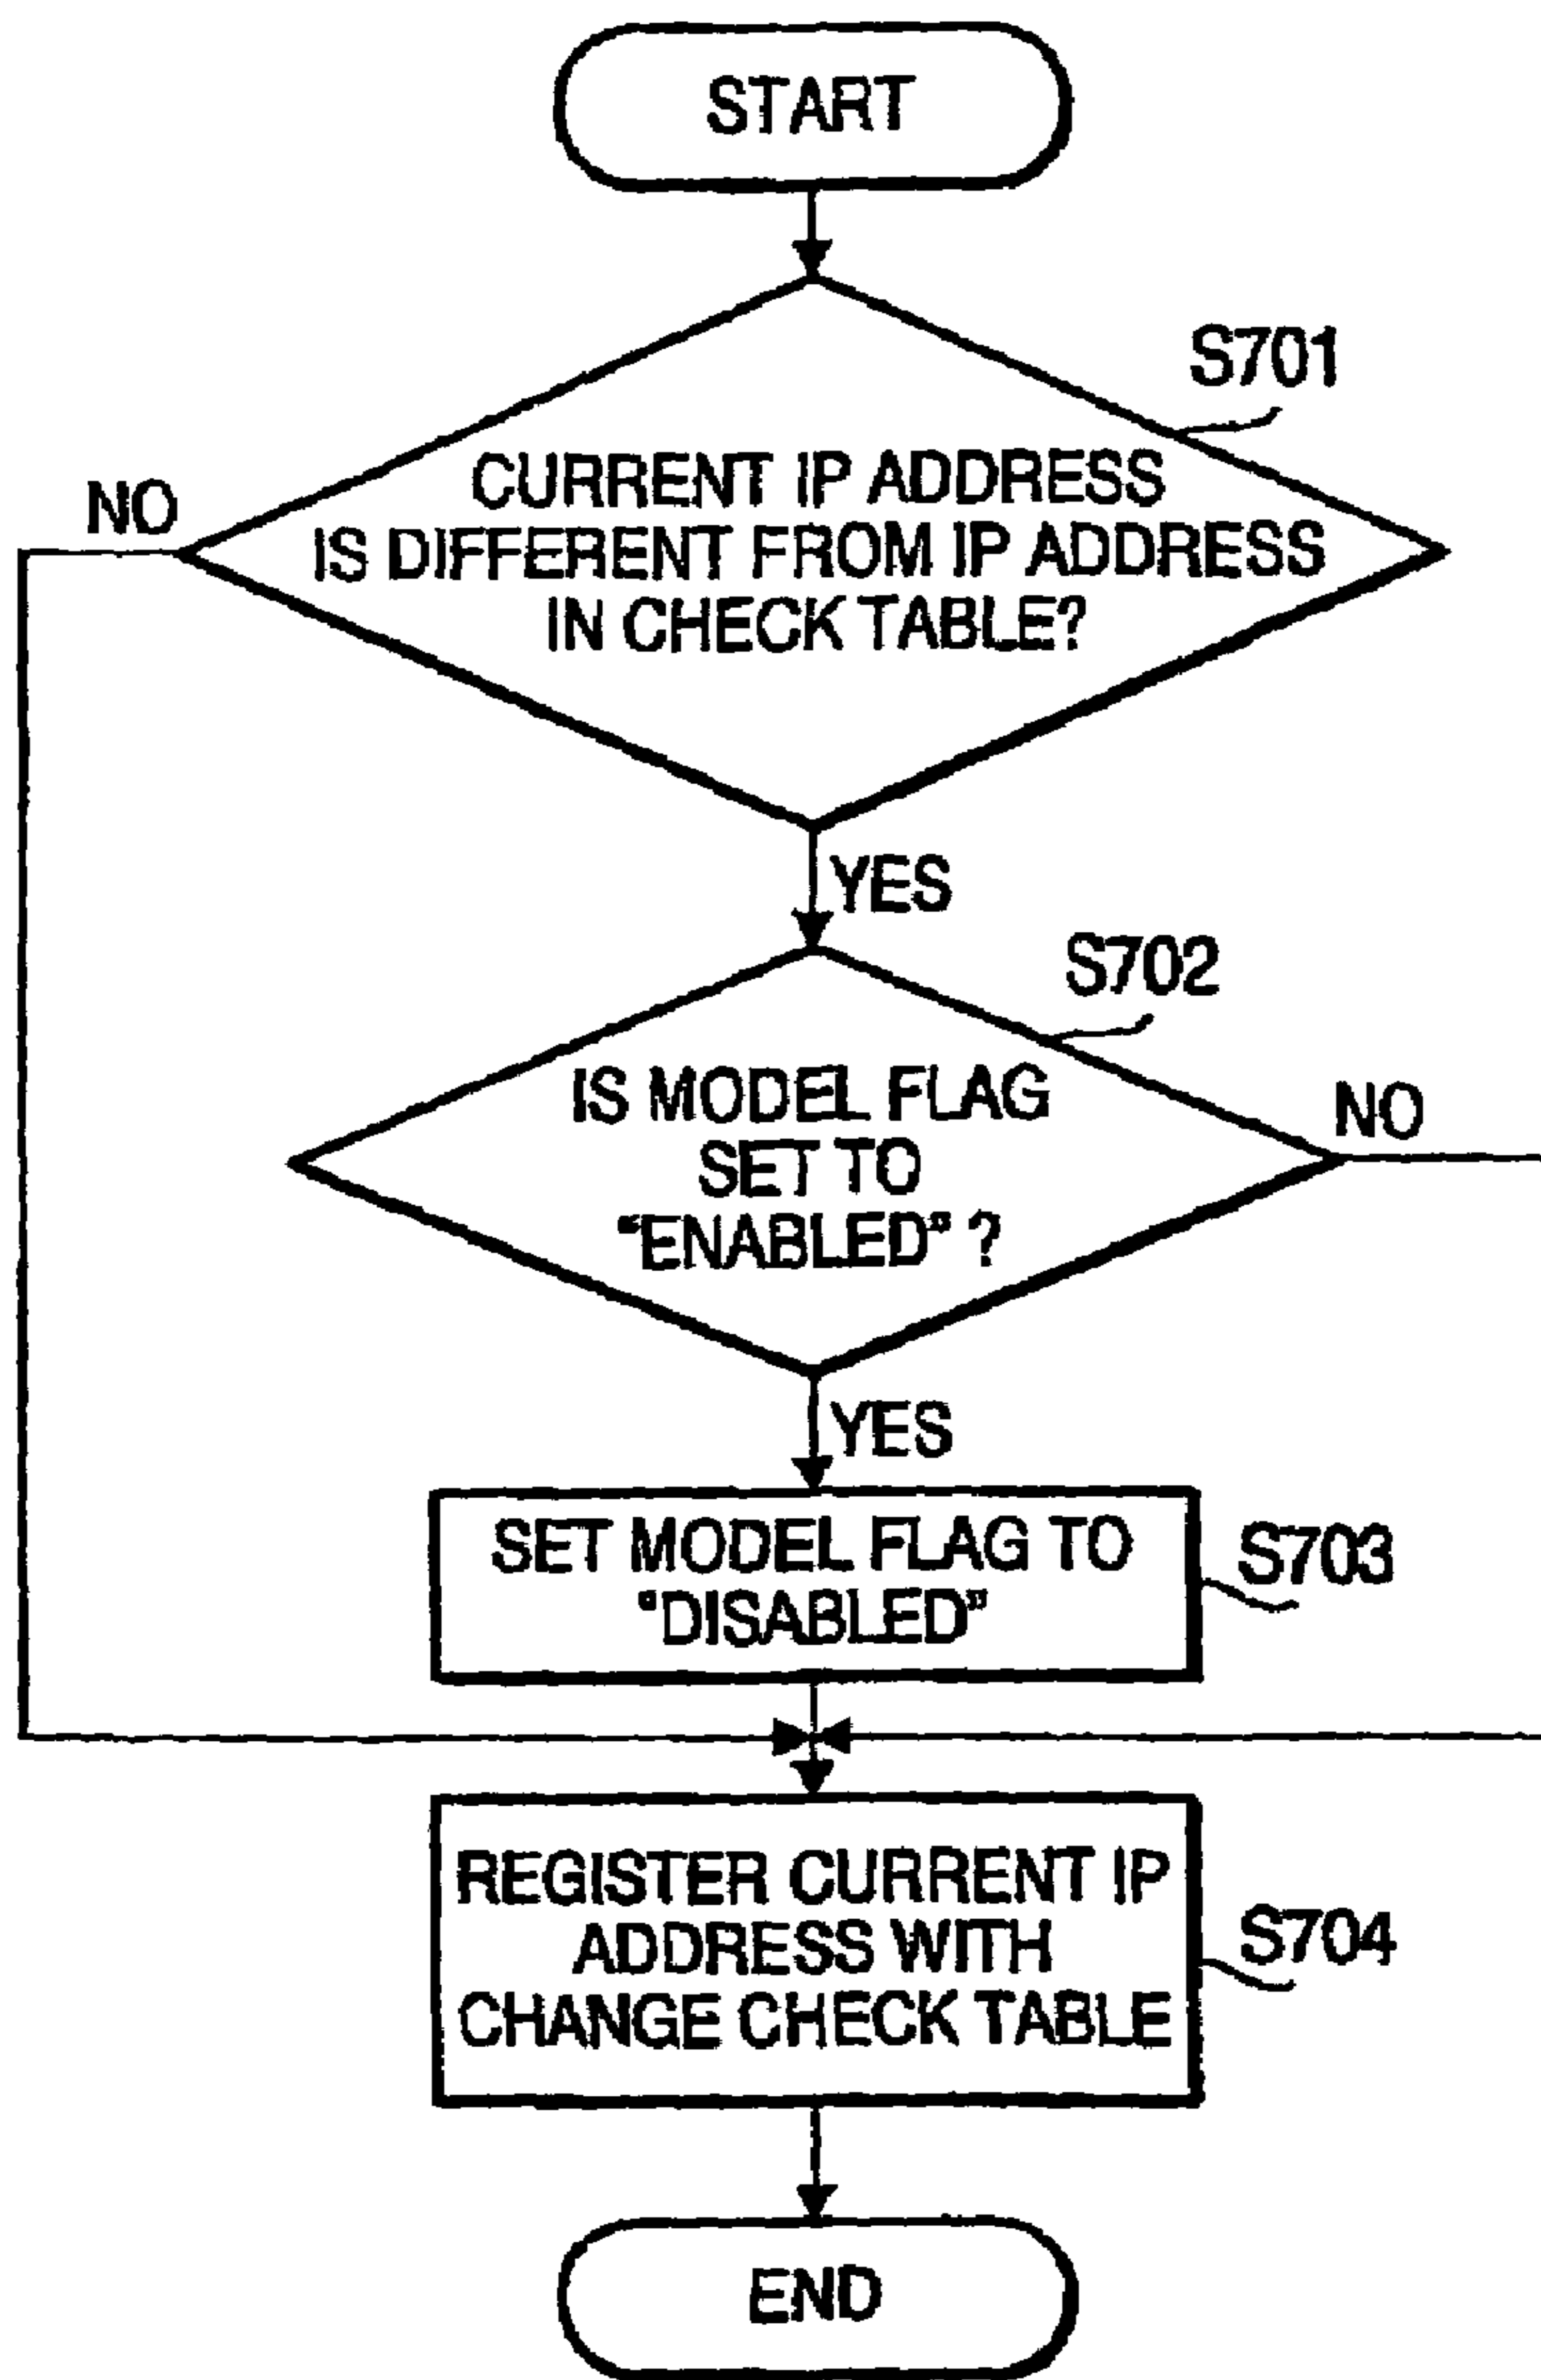 START
S701
CURRENT IP ADDRESS
IS DIFFERENT FROM IP ADDRESS
IN CHECK TABLE?
NO
YES
S702
IS MODEL FLAG
SET TO
"ENABLED" ?
NO
YES
SET MODEL FLAG TO
"DISABLED"
S703
REGISTER CURRENT IP
ADDRESS WITH
CHANGE CHECK TABLE
S704
END